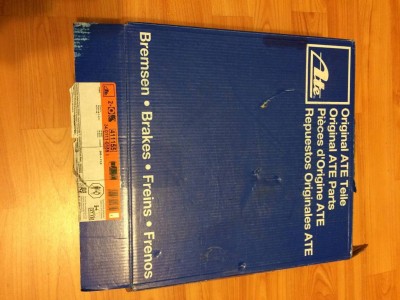 Ate
Original ATE Teile
Original ATE Parts
Pièces d'Origine ATE
Repuestos Originales ATE
Bremsen • Brakes • Freins • Frenos